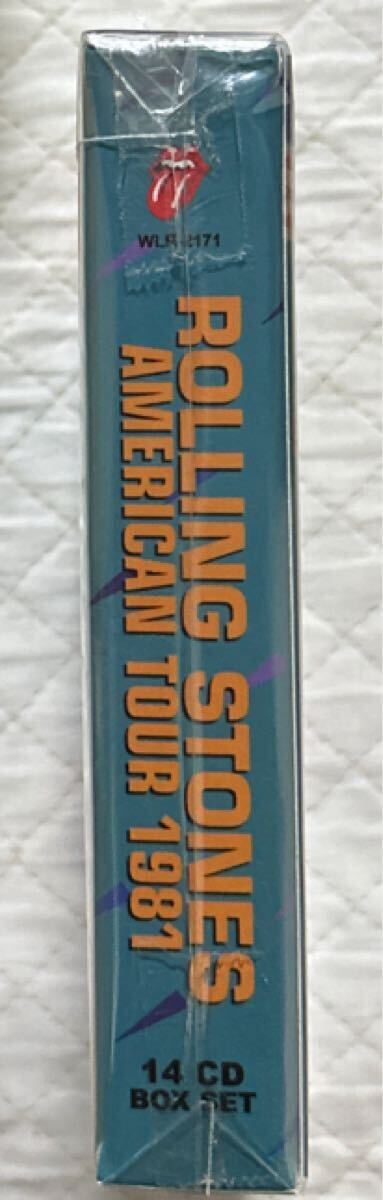 WLR-2171
ROLLING STONES
AMERICAN TOUR 1981
14 CD
BOX SET